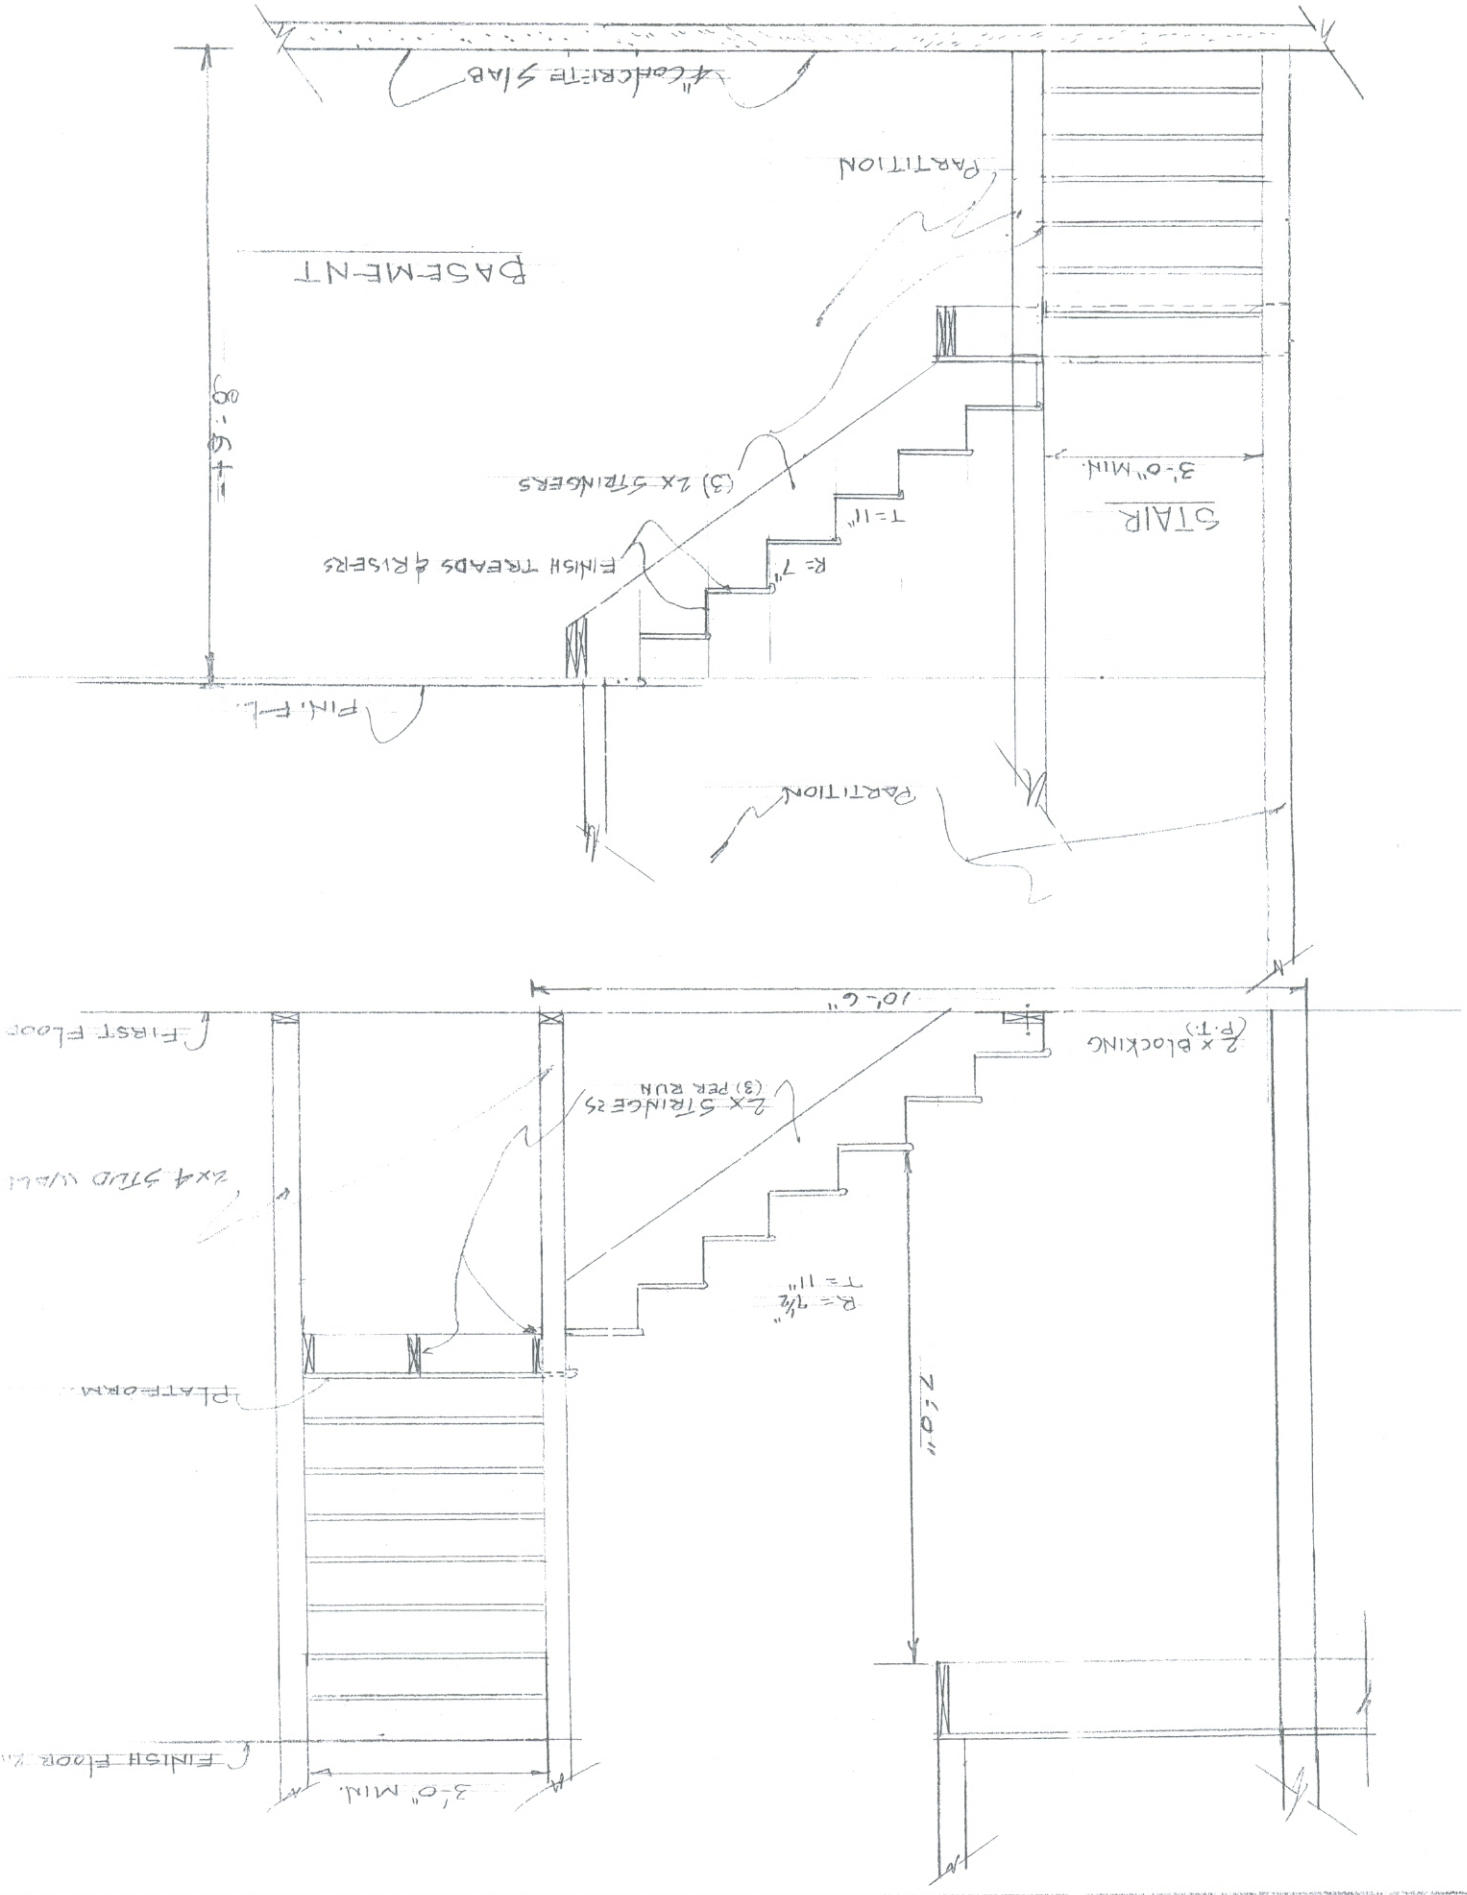 3'-0" MIN.
FINISH FLOOR
7'-0"
PLATFORM
R = 7½"
T = 11"
2X4 STUD WALL
2X STRINGERS
(3) PER RUN
2 X BLOCKING
(P.T.)
FIRST FLOOR
10'-6"
PARTITION
FIN. FL.
R = 7"
FINISH TREADS & RISERS
T = 11"
STAIR
3'-0" MIN.
(3) 2X STRINGERS
8'-6"±
BASEMENT
PARTITION
4" CONCRETE SLAB